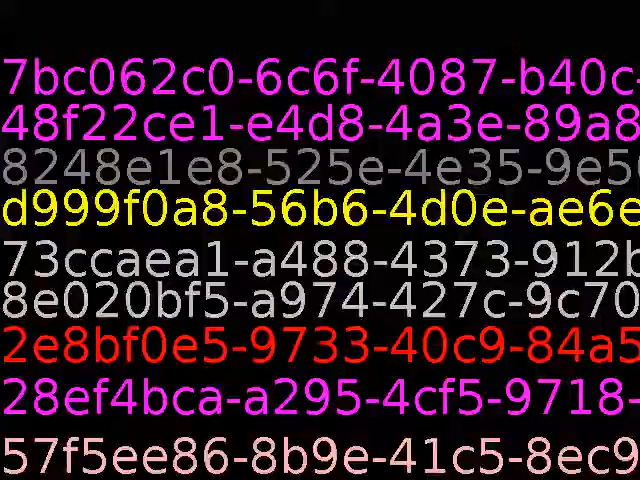 7bc062c0-6c6f-4087-b40c-
48f22ce1-e4d8-4a3e-89a8
8248e1e8-525e-4e35-9e5
d999f0a8-56b6-4d0e-ae6e
73ccaea1-a488-4373-912b
8e020bf5-a974-427c-9c70
2e8bf0e5-9733-40c9-84a5
28ef4bca-a295-4cf5-9718-
57f5ee86-8b9e-41c5-8ec9